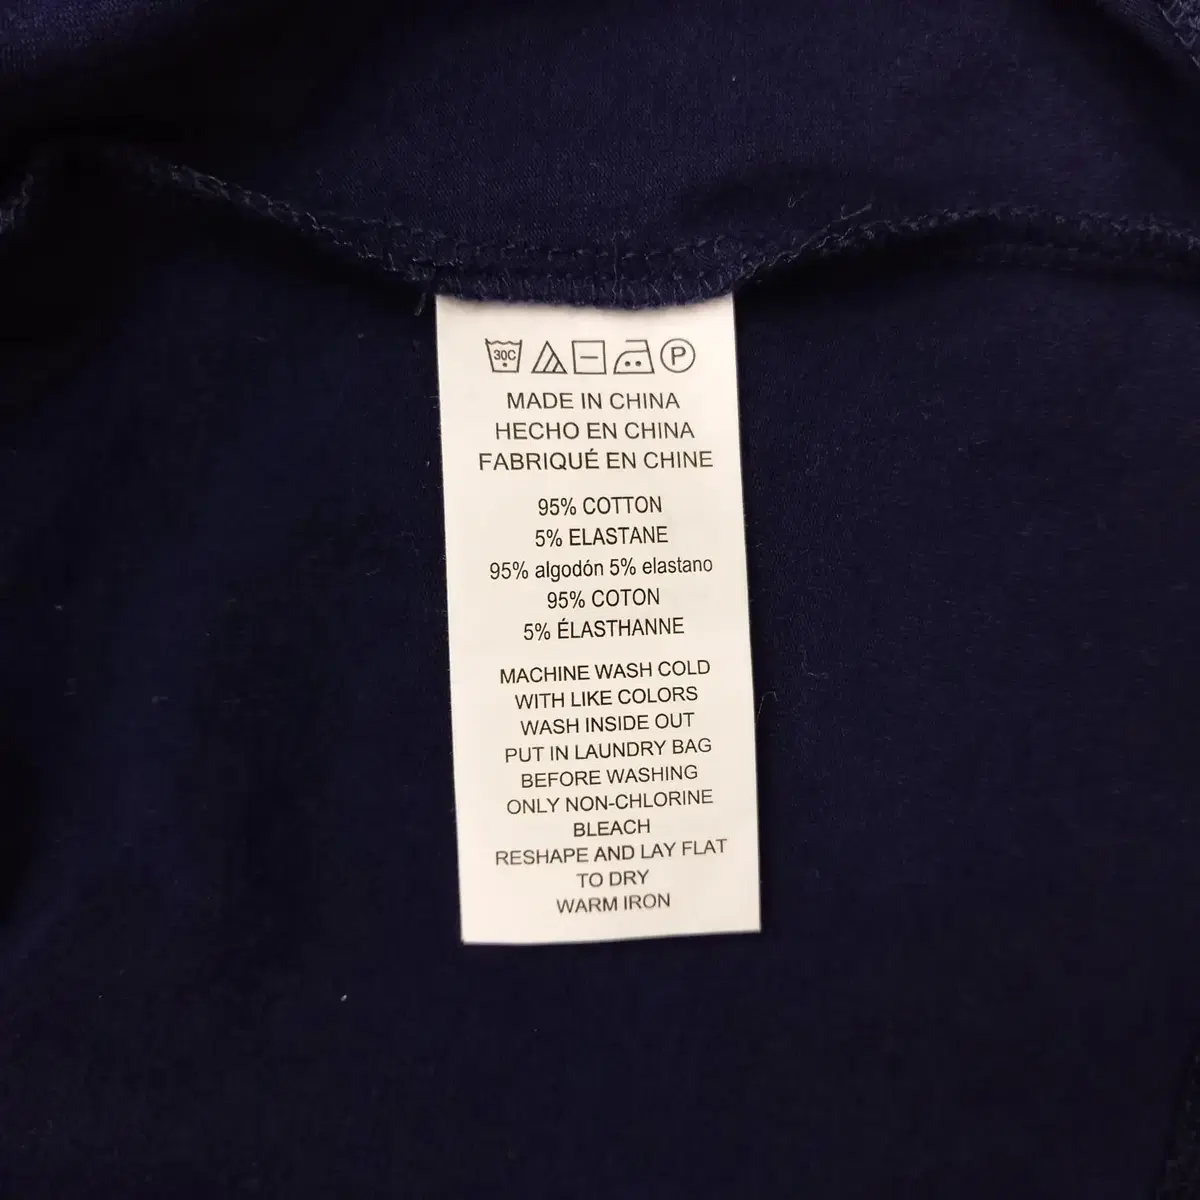 30C P
MADE IN CHINA
HECHO EN CHINA
FABRIQUÉ EN CHINE
95% COTTON
5% ELASTANE
95% algodón 5% elastano
95% COTON
5% ÉLASTHANNE
MACHINE WASH COLD
WITH LIKE COLORS
WASH INSIDE OUT
PUT IN LAUNDRY BAG
BEFORE WASHING
ONLY NON-CHLORINE
BLEACH
RESHAPE AND LAY FLAT
TO DRY
WARM IRON